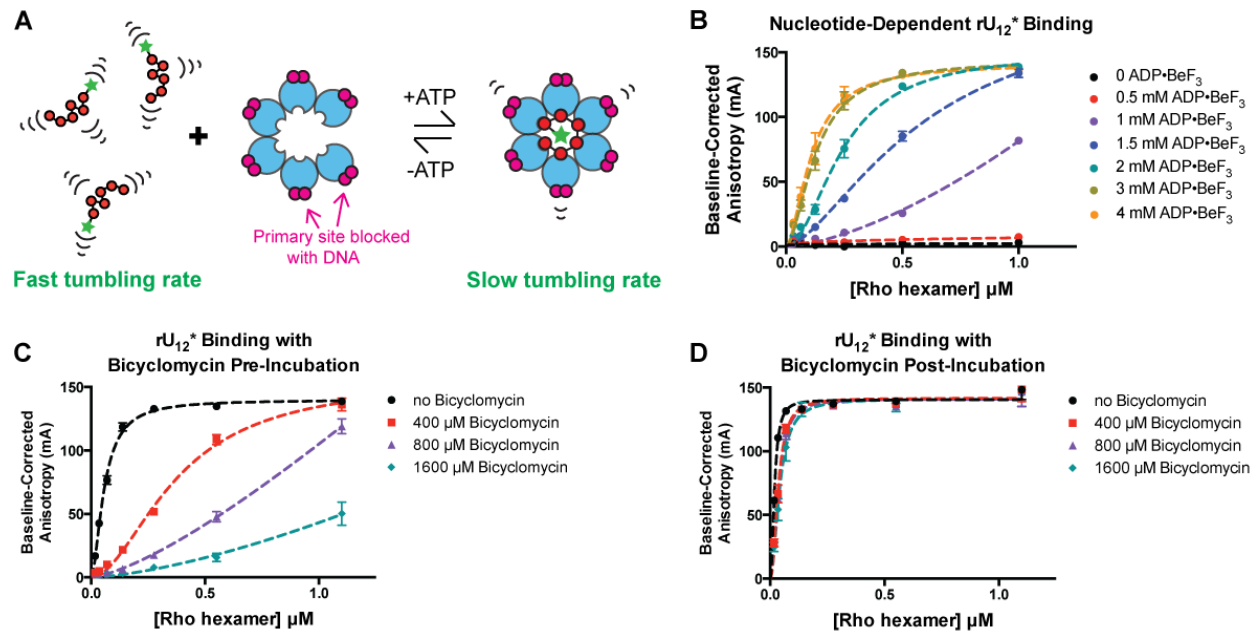 A
+
+ATP
-ATP
Primary site blocked
with DNA
Fast tumbling rate
Slow tumbling rate
B
Nucleotide-Dependent rU12* Binding
Baseline-Corrected
Anisotropy (mA)
150
100
50
0
0.0
0.5
1.0
[Rho hexamer] µM
0 ADP•BeF3
0.5 mM ADP•BeF3
1 mM ADP•BeF3
1.5 mM ADP•BeF3
2 mM ADP•BeF3
3 mM ADP•BeF3
4 mM ADP•BeF3
C
rU12* Binding with
Bicyclomycin Pre-Incubation
Baseline-Corrected
Anisotropy (mA)
150
100
50
0
0.0
0.5
1.0
[Rho hexamer] µM
no Bicyclomycin
400 µM Bicyclomycin
800 µM Bicyclomycin
1600 µM Bicyclomycin
D
rU12* Binding with
Bicyclomycin Post-Incubation
Baseline-Corrected
Anisotropy (mA)
150
100
50
0
0.0
0.5
1.0
[Rho hexamer] µM
no Bicyclomycin
400 µM Bicyclomycin
800 µM Bicyclomycin
1600 µM Bicyclomycin